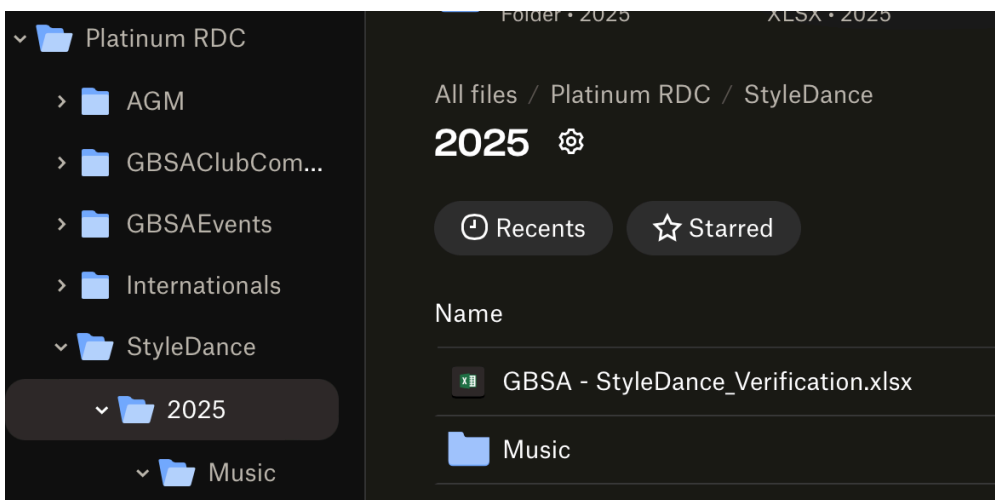 Platinum RDC
AGM
GBSAClubCom...
GBSAEvents
Internationals
StyleDance
2025
Music
Folder • 2025
XLSX • 2025
All files / Platinum RDC / StyleDance
2025
Recents
Starred
Name
GBSA - StyleDance_Verification.xlsx
Music